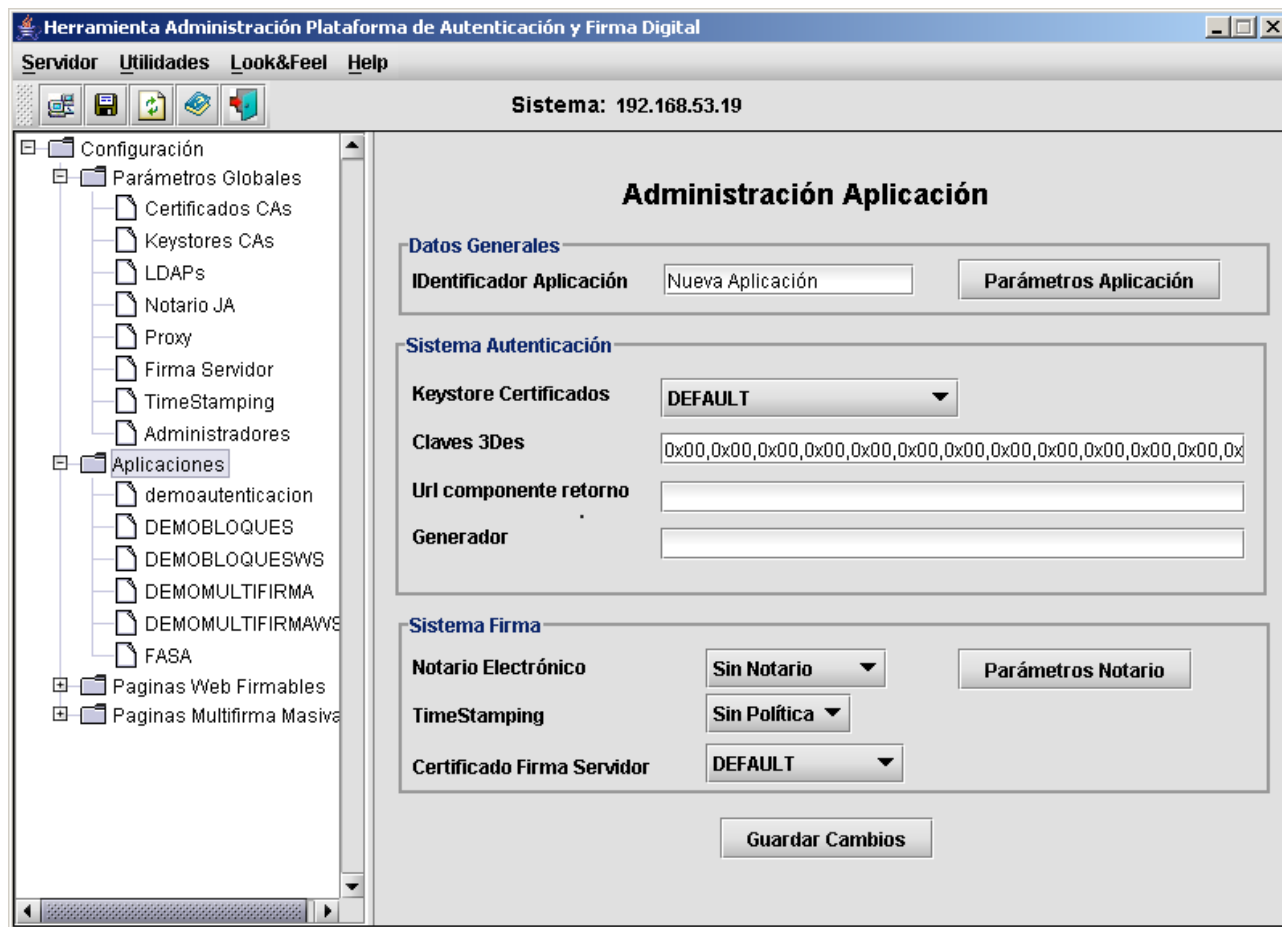 Herramienta Administración Plataforma de Autenticación y Firma Digital
Servidor Utilidades Look&Feel Help
Sistema: 192.168.53.19
Configuración
Parámetros Globales
Certificados CAs
Keystores CAs
LDAPs
Notario JA
Proxy
Firma Servidor
TimeStamping
Administradores
Aplicaciones
demoautenticacion
DEMOBLOQUES
DEMOBLOQUESWS
DEMOMULTIFIRMA
DEMOMULTIFIRMAWS
FASA
Paginas Web Firmables
Paginas Multifirma Masiva
Administración Aplicación
Datos Generales
IDentificador Aplicación Nueva Aplicación Parámetros Aplicación
Sistema Autenticación
Keystore Certificados DEFAULT
Claves 3Des 0x00,0x00,0x00,0x00,0x00,0x00,0x00,0x00,0x00,0x00,0x00,0x00,0x
Url componente retorno
Generador
Sistema Firma
Notario Electrónico Sin Notario Parámetros Notario
TimeStamping Sin Política
Certificado Firma Servidor DEFAULT
Guardar Cambios